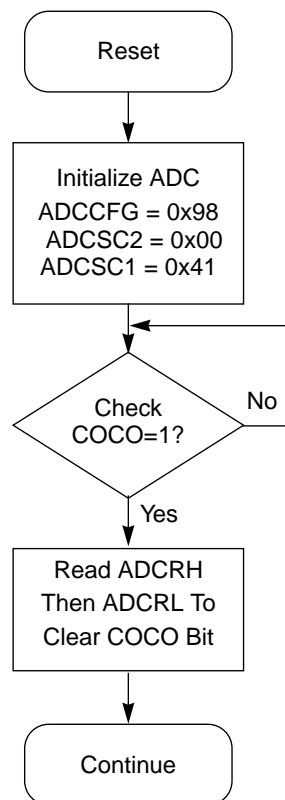 Reset
Initialize ADC
ADCCFG = 0x98
ADCSC2 = 0x00
ADCSC1 = 0x41
Check
COCO=1?
No
Yes
Read ADCRH
Then ADCRL To
Clear COCO Bit
Continue